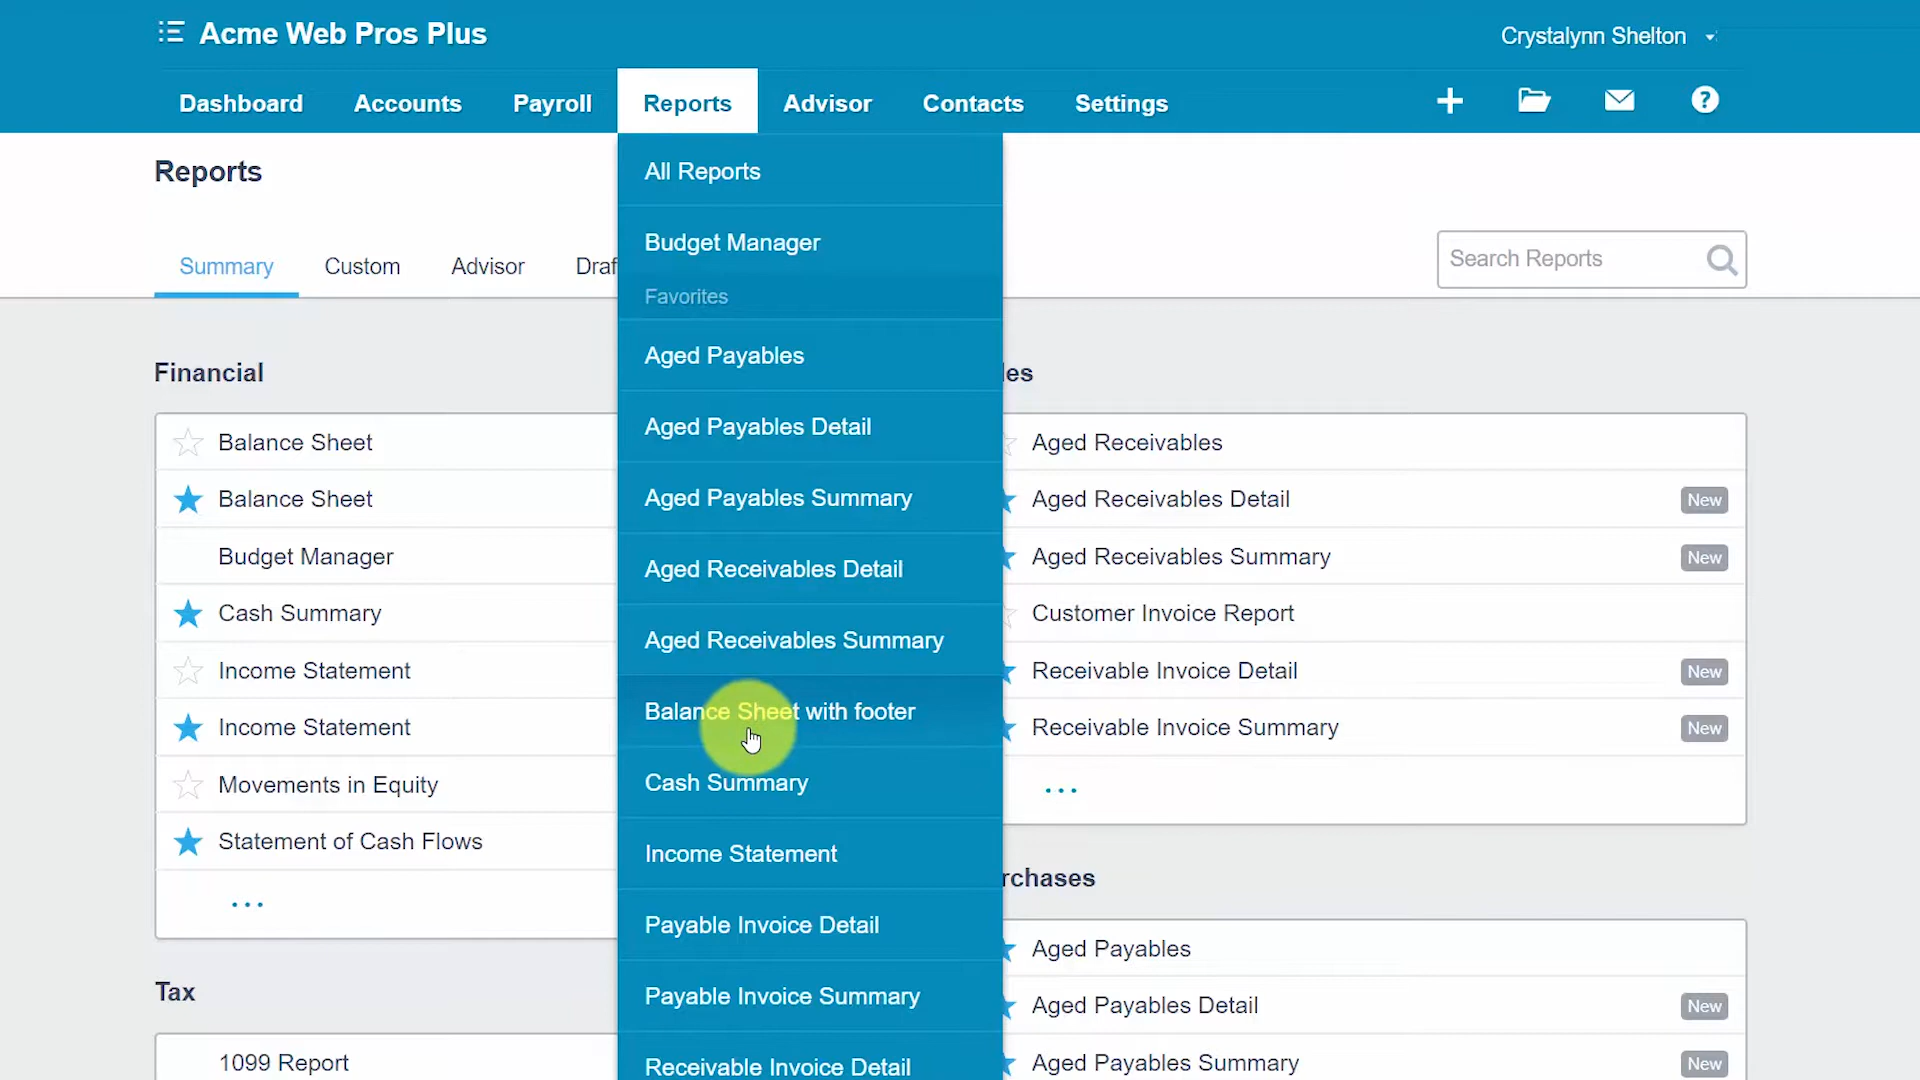 Acme Web Pros Plus
Crystalynn Shelton
Dashboard Accounts Payroll Reports Advisor Contacts Settings
Reports
Summary Custom Advisor Draf
Search Reports
All Reports
Budget Manager
Favorites
Aged Payables
Aged Payables Detail
Aged Payables Summary
Aged Receivables Detail
Aged Receivables Summary
Balance Sheet with footer
Cash Summary
Income Statement
Payable Invoice Detail
Payable Invoice Summary
Receivable Invoice Detail
Financial
Balance Sheet
Balance Sheet
Budget Manager
Cash Summary
Income Statement
Income Statement
Movements in Equity
Statement of Cash Flows
...
Tax
1099 Report
les
Aged Receivables
Aged Receivables Detail New
Aged Receivables Summary New
Customer Invoice Report
Receivable Invoice Detail New
Receivable Invoice Summary New
...
rchases
Aged Payables
Aged Payables Detail New
Aged Payables Summary New